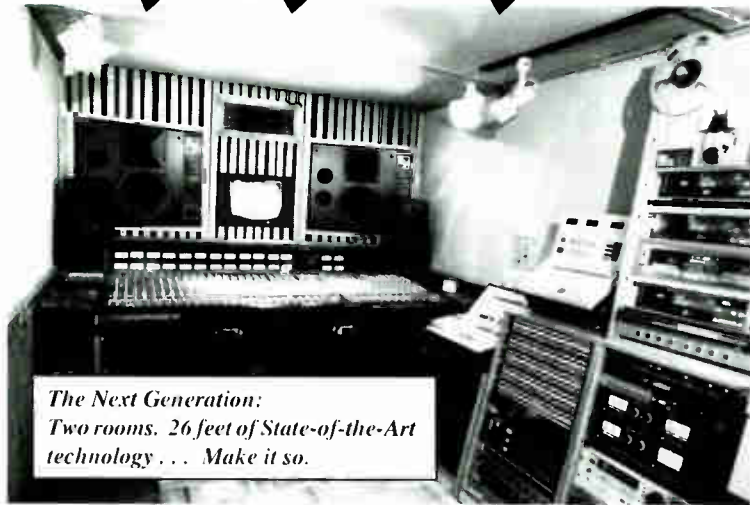 The Next Generation:
Two rooms. 26 feet of State-of-the-Art
technology . . . Make it so.